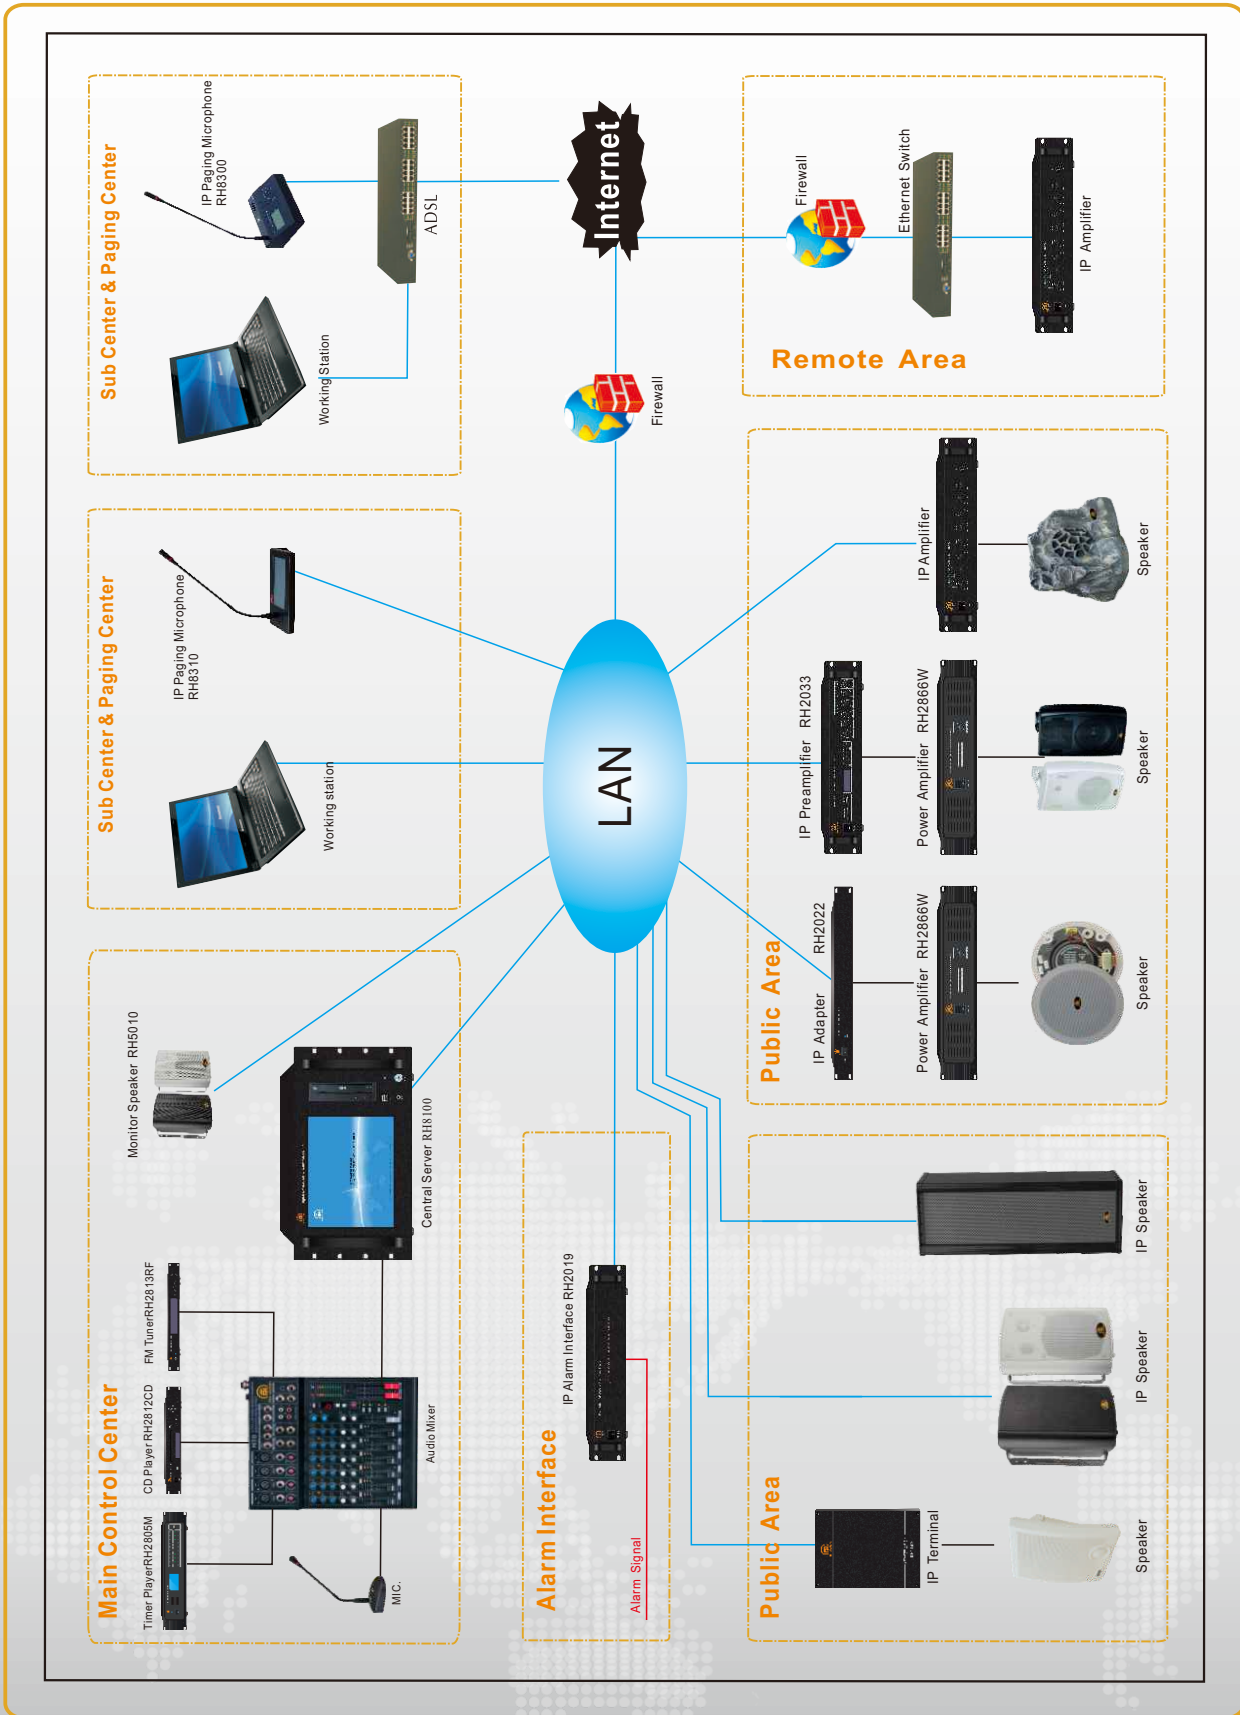 Main Control Center
Timer PlayerRH2805M
CD Player RH2812CD
FM TunerRH2813RF
Monitor Speaker RH5010
MIC.
Audio Mixer
Central Server RH8100
Sub Center & Paging Center
Working station
IP Paging Microphone
RH8310
Sub Center & Paging Center
Working Station
IP Paging Microphone
RH8300
ADSL
Alarm Interface
IP Alarm Interface RH2019
Alarm Signal
LAN
Firewall
Internet
Public Area
IP Terminal
Speaker
IP Speaker
IP Speaker
Public Area
IP Adapter RH2022
Power Amplifier RH2866W
Speaker
IP Preamplifier RH2033
Power Amplifier RH2866W
Speaker
IP Amplifier
Speaker
Remote Area
Firewall
Ethernet Switch
IP Amplifier